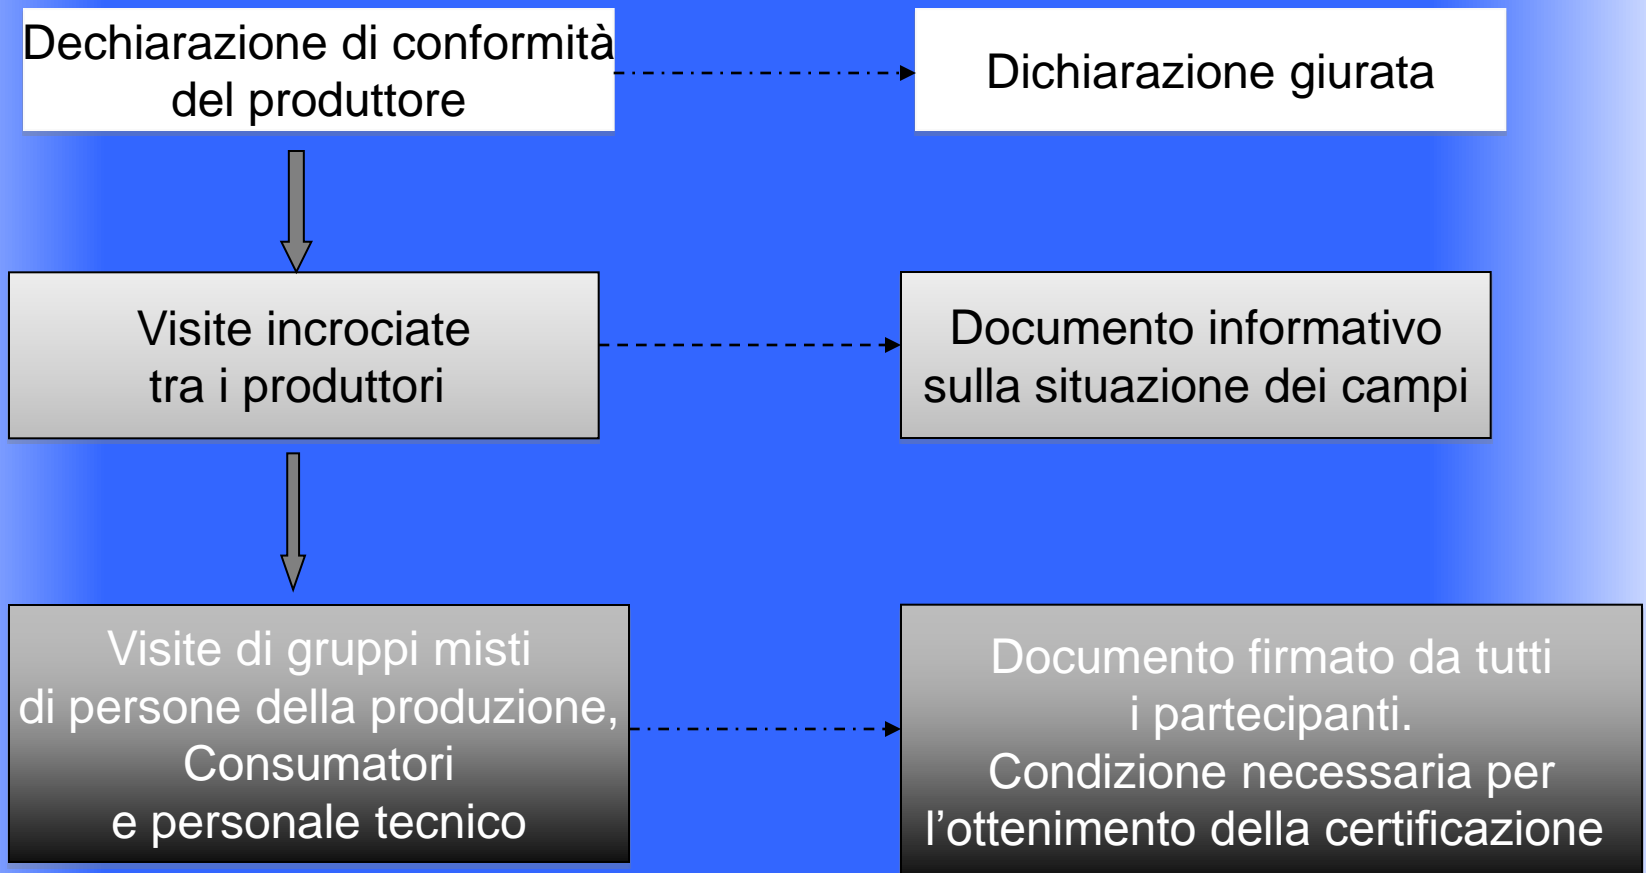 Dechiarazione di conformità
del produttore
Dichiarazione giurata
Visite incrociate
tra i produttori
Documento informativo
sulla situazione dei campi
Visite di gruppi misti
di persone della produzione,
Consumatori
e personale tecnico
Documento firmato da tutti
i partecipanti.
Condizione necessaria per
l’ottenimento della certificazione